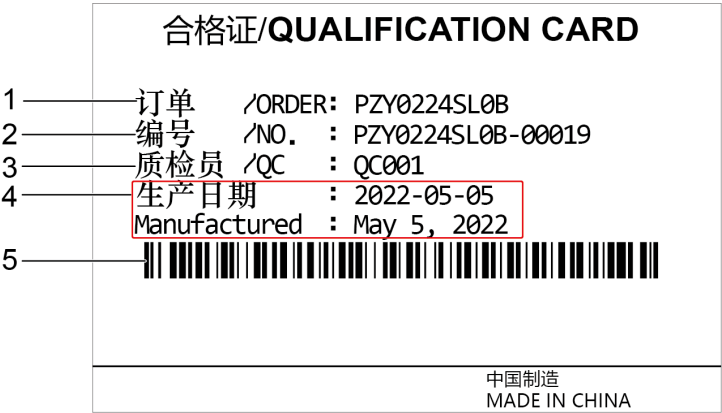 合格证/QUALIFICATION CARD
1 订单 /ORDER: PZY0224SL0B
2 编号 /NO. : PZY0224SL0B-00019
3 质检员 /QC : QC001
4 生产日期 : 2022-05-05
Manufactured : May 5, 2022
5
中国制造
MADE IN CHINA